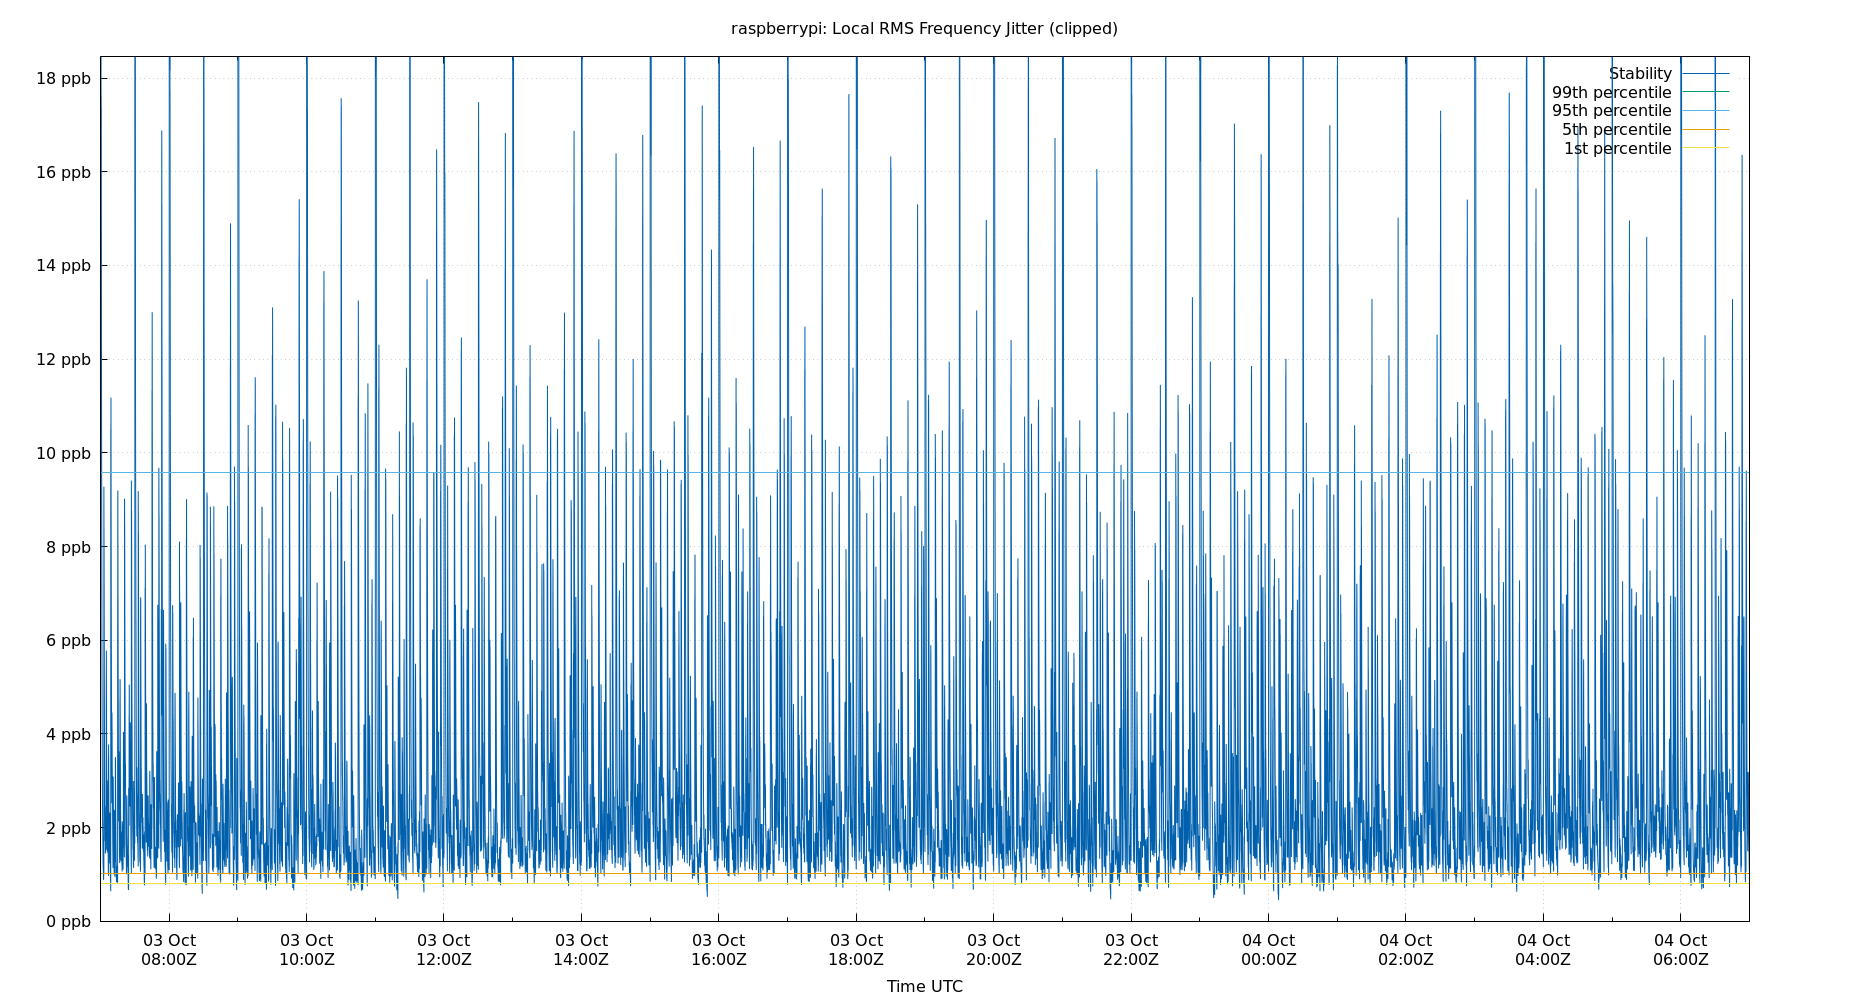 raspberrypi: Local RMS Frequency Jitter (clipped)
18 ppb
16 ppb
14 ppb
12 ppb
10 ppb
8 ppb
6 ppb
4 ppb
2 ppb
0 ppb
Stability
99th percentile
95th percentile
5th percentile
1st percentile
03 Oct 03 Oct 03 Oct 03 Oct 03 Oct 03 Oct 03 Oct 03 Oct 04 Oct 04 Oct 04 Oct 04 Oct
08:00Z 10:00Z 12:00Z 14:00Z 16:00Z 18:00Z 20:00Z 22:00Z 00:00Z 02:00Z 04:00Z 06:00Z
Time UTC